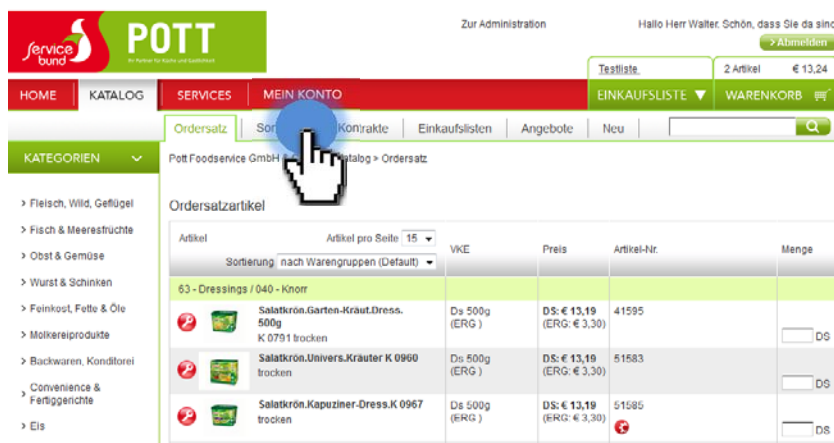 Service
bund
POTT
Ihr Partner für Küche und Gastlichkeit
Zur Administration
Hallo Herr Walter. Schön, dass Sie da sind
> Abmelden
Testliste
2 Artikel € 13,24
HOME KATALOG SERVICES MEIN KONTO EINKAUFSLISTE WARENKORB
Ordersatz Kontrakte Einkaufslisten Angebote Neu
KATEGORIEN
Pott Foodservice GmbH > Katalog > Ordersatz
> Fleisch, Wild, Geflügel
> Fisch & Meeresfrüchte
> Obst & Gemüse
> Wurst & Schinken
> Feinkost, Fette & Öle
> Molkereiprodukte
> Backwaren, Konditorei
> Convenience &
Fertiggerichte
> Eis
Ordersatzartikel
Artikel Artikel pro Seite 15 VKE Preis Artikel-Nr. Menge
Sortierung nach Warengruppen (Default)
63 - Dressings / 040 - Knorr
Salatkrön.Garten-Kräut.Dress. Ds 500g DS: € 13,19 41595
500g (ERG ) (ERG: € 3,30)
K 0791 trocken DS
Salatkrön.Univers.Kräuter K 0960 Ds 500g DS: € 13,19 51583
trocken (ERG ) (ERG: € 3,30)
DS
Salatkrön.Kapuziner-Dress.K 0967 Ds 500g DS: € 13,19 51585
trocken (ERG ) (ERG: € 3,30)
DS